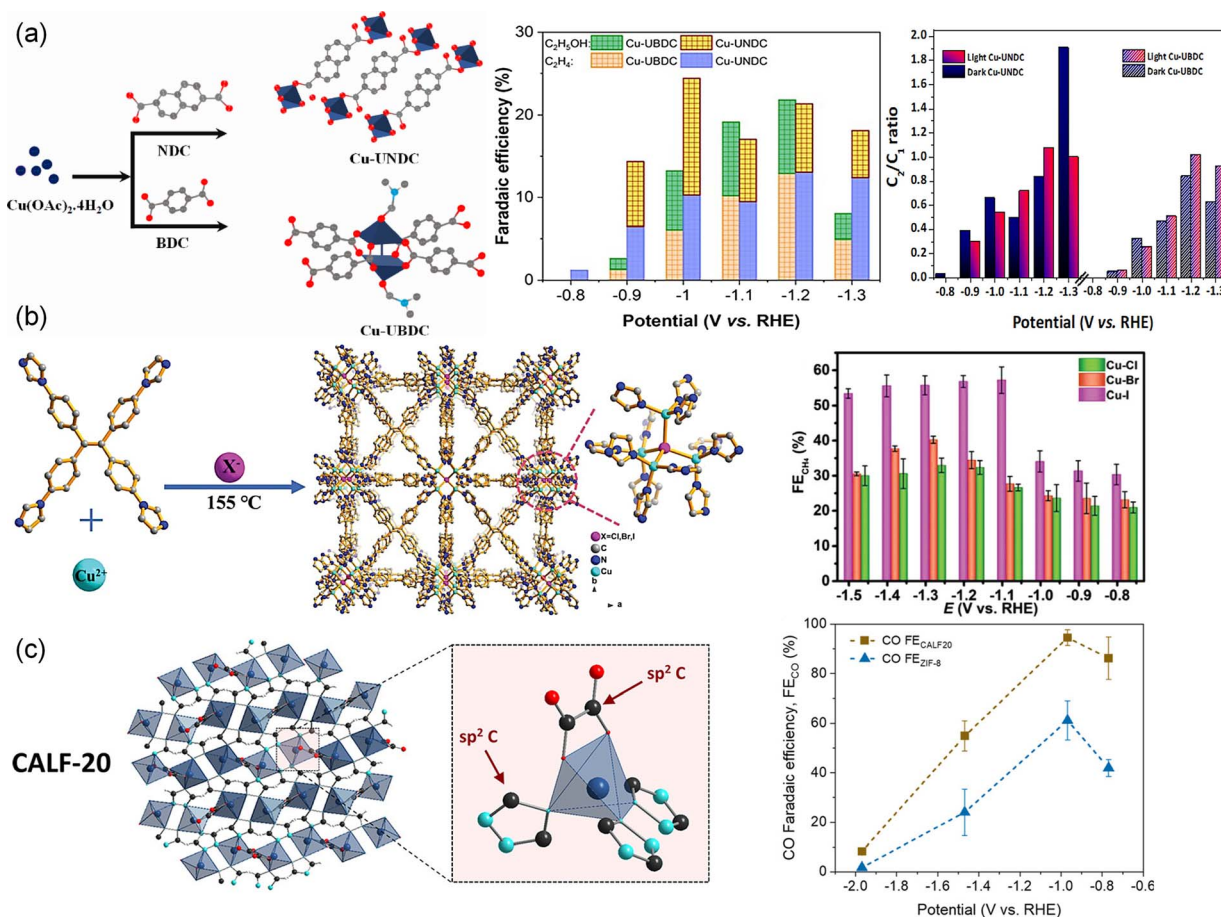 (a)
NDC
Cu(OAc)2.4H2O
BDC
Cu-UNDC
Cu-UBDC
Faradaic efficiency (%)
30
20
10
0
C2H5OH: Cu-UBDC Cu-UNDC
C2H4: Cu-UBDC Cu-UNDC
-0.8 -0.9 -1 -1.1 -1.2 -1.3
Potential (V vs. RHE)
C2/C1 ratio
2.0
1.8
1.6
1.4
1.2
1.0
0.8
0.6
0.4
0.2
0.0
Light Cu-UNDC Light Cu-UBDC
Dark Cu-UNDC Dark Cu-UBDC
-0.8 -0.9 -1.0 -1.1 -1.2 -1.3 -0.8 -0.9 -1.0 -1.1 -1.2 -1.3
Potential (V vs. RHE)
(b)
+
Cu2+
X-
155 °C
X=Cl,Br,I
C
N
Cu
b
a
FECH4 (%)
60
50
40
30
20
10
0
Cu-Cl
Cu-Br
Cu-I
-1.5 -1.4 -1.3 -1.2 -1.1 -1.0 -0.9 -0.8
E (V vs. RHE)
(c)
CALF-20
sp2 C
sp2 C
CO Faradaic efficiency, FECO (%)
100
80
60
40
20
0
CO FECALF20
CO FEZIF-8
-2.0 -1.8 -1.6 -1.4 -1.2 -1.0 -0.8 -0.6
Potential (V vs. RHE)